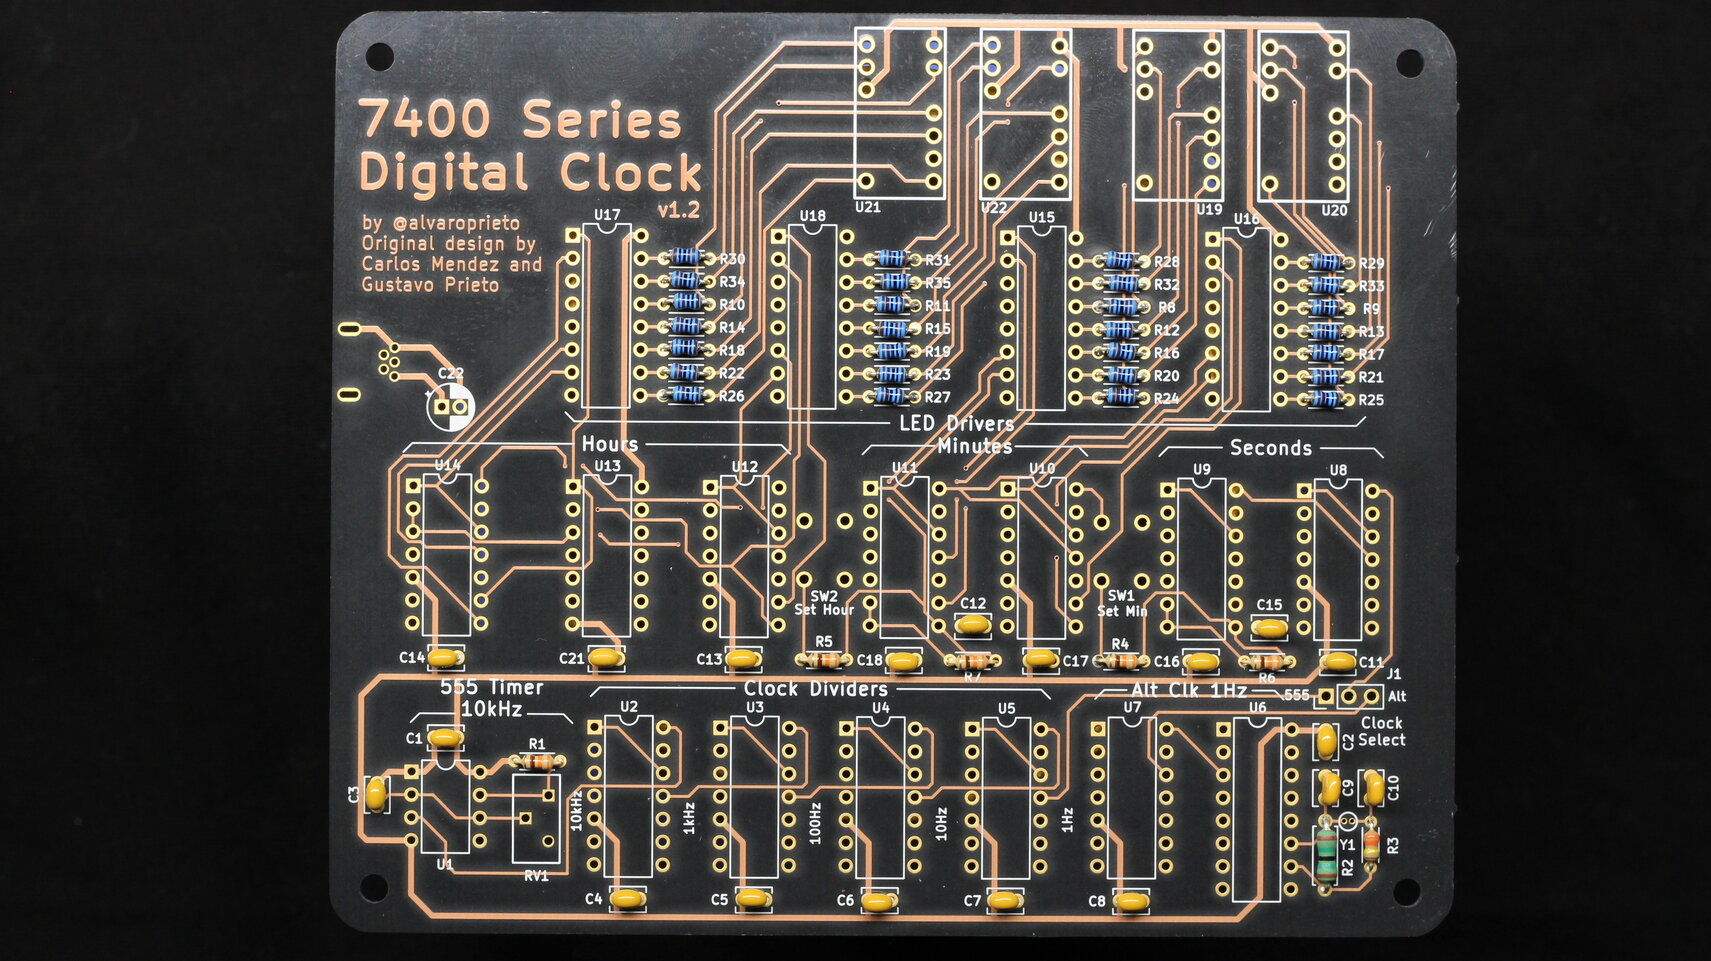 7400 Series
Digital Clock
v1.2
by @alvaroprieto
Original design by
Carlos Mendez and
Gustavo Prieto
U21
U22
U19
U20
U17
U18
U15
U16
R30
R34
R10
R14
R18
R22
R26
R31
R35
R11
R15
R19
R23
R27
R28
R32
R8
R12
R16
R20
R24
R29
R33
R9
R13
R17
R21
R25
C22
+
LED Drivers
Hours
Minutes
Seconds
U14
U13
U12
U11
U10
U9
U8
SW2
Set Hour
SW1
Set Min
C12
C15
C14
C21
C13
R5
C18
R7
C17
R4
C16
R6
C11
J1
555 Timer
10kHz
Clock Dividers
Alt Clk 1Hz
555
Alt
Clock
Select
U2
U3
U4
U5
U7
U6
C1
R1
C3
U1
RV1
10kHz
1kHz
100Hz
10Hz
1Hz
C2
C9
C10
Y1
R2
R3
C4
C5
C6
C7
C8